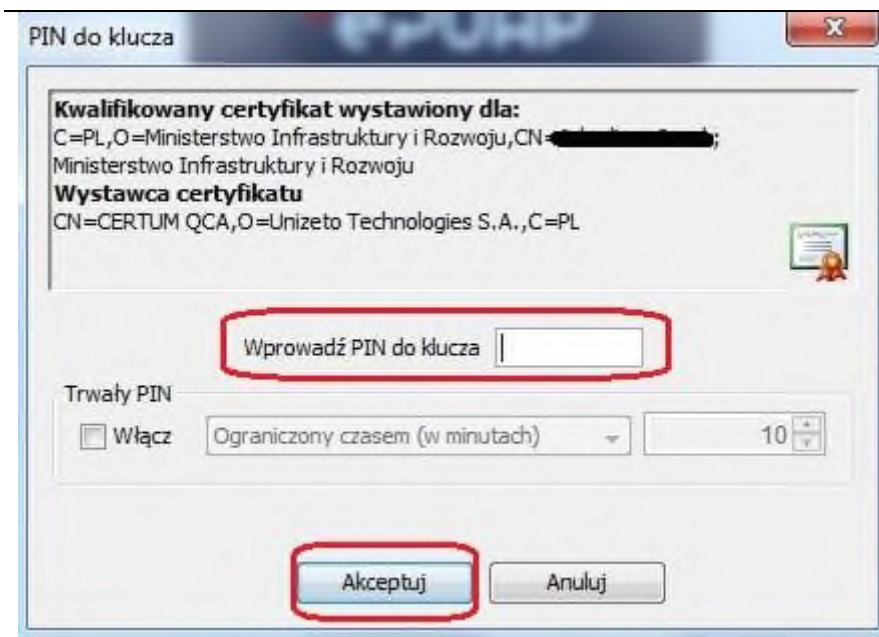 PIN do klucza
ePUAP
Kwalifikowany certyfikat wystawiony dla:
C=PL,O=Ministerstwo Infrastruktury i Rozwoju,CN=
Ministerstwo Infrastruktury i Rozwoju
Wystawca certyfikatu
CN=CERTUM QCA,O=Unizeto Technologies S.A.,C=PL
Wprowadź PIN do klucza
Trwały PIN
Włącz Ograniczony czasem (w minutach) 10
Akceptuj Anuluj